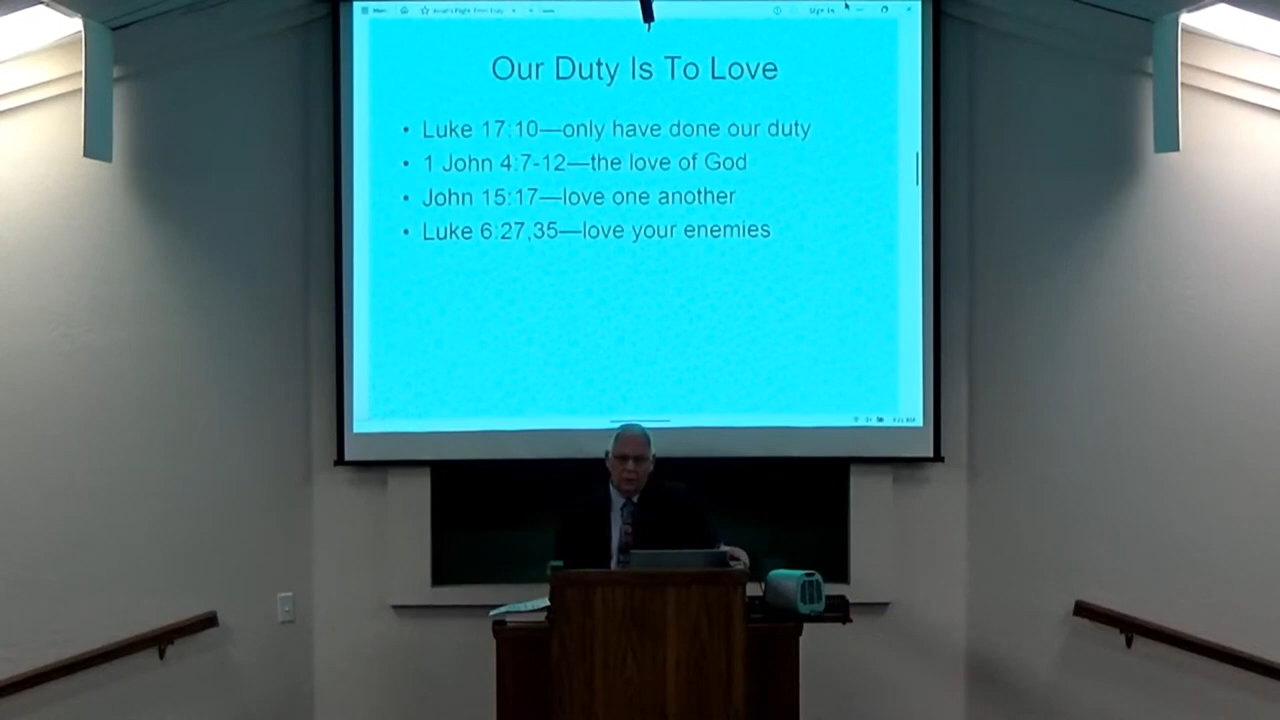 Our Duty Is To Love
• Luke 17:10—only have done our duty
• 1 John 4:7-12—the love of God
• John 15:17—love one another
• Luke 6:27,35—love your enemies